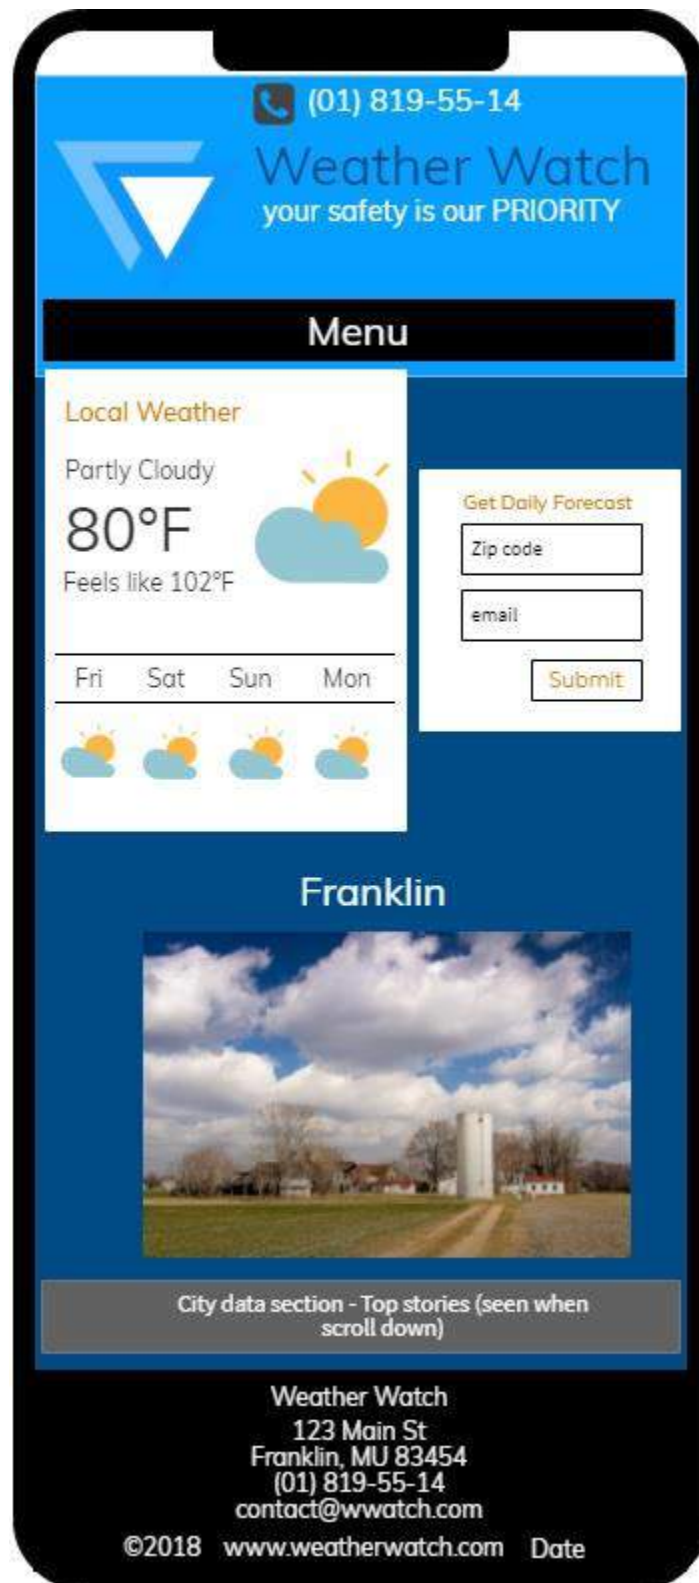 (01) 819-55-14
Weather Watch
your safety is our PRIORITY
Menu
Local Weather
Partly Cloudy
80°F
Feels like 102°F
Fri Sat Sun Mon
Get Daily Forecast
Zip code
email
Submit
Franklin
City data section - Top stories (seen when
scroll down)
Weather Watch
123 Main St
Franklin, MU 83454
(01) 819-55-14
contact@wwatch.com
©2018 www.weatherwatch.com Date